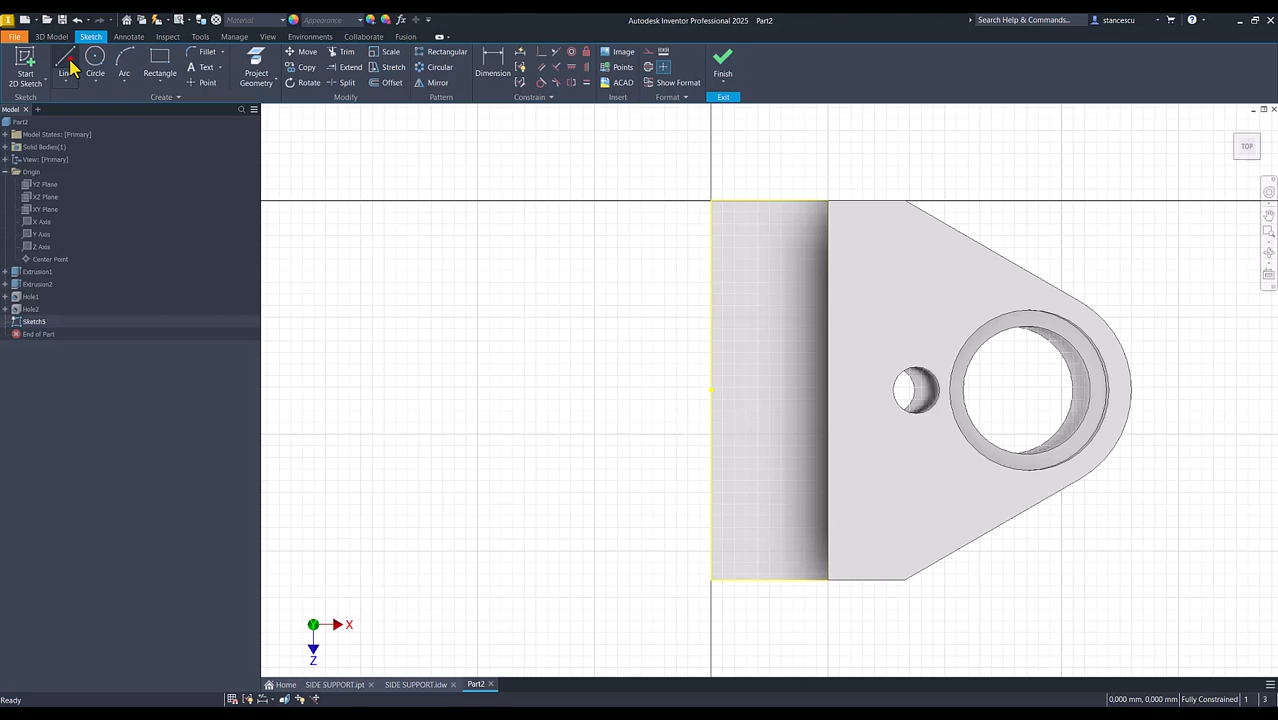 Material
Appearance
fx
Autodesk Inventor Professional 2025 Part2
Search Help & Commands...
stancescu
File 3D Model Sketch Annotate Inspect Tools Manage View Environments Collaborate Fusion
Start
2D Sketch
Line
Circle
Arc
Rectangle
Fillet
Text
Point
Project
Geometry
Move Trim Scale
Copy Extend Stretch
Rotate Split Offset
Rectangular
Circular
Mirror
Dimension
Image
Points
ACAD
Show Format
Finish
Sketch Create Modify Pattern Constrain Insert Format Exit
Model
Part2
Model States: [Primary]
Solid Bodies(1)
View: [Primary]
Origin
YZ Plane
XZ Plane
XY Plane
X Axis
Y Axis
Z Axis
Center Point
Extrusion1
Extrusion2
Hole1
Hole2
Sketch5
End of Part
TOP
X
Y
Z
Home SIDE SUPPORT.ipt SIDE SUPPORT.idw Part2
Ready
0,000 mm, 0,000 mm Fully Constrained 1 3